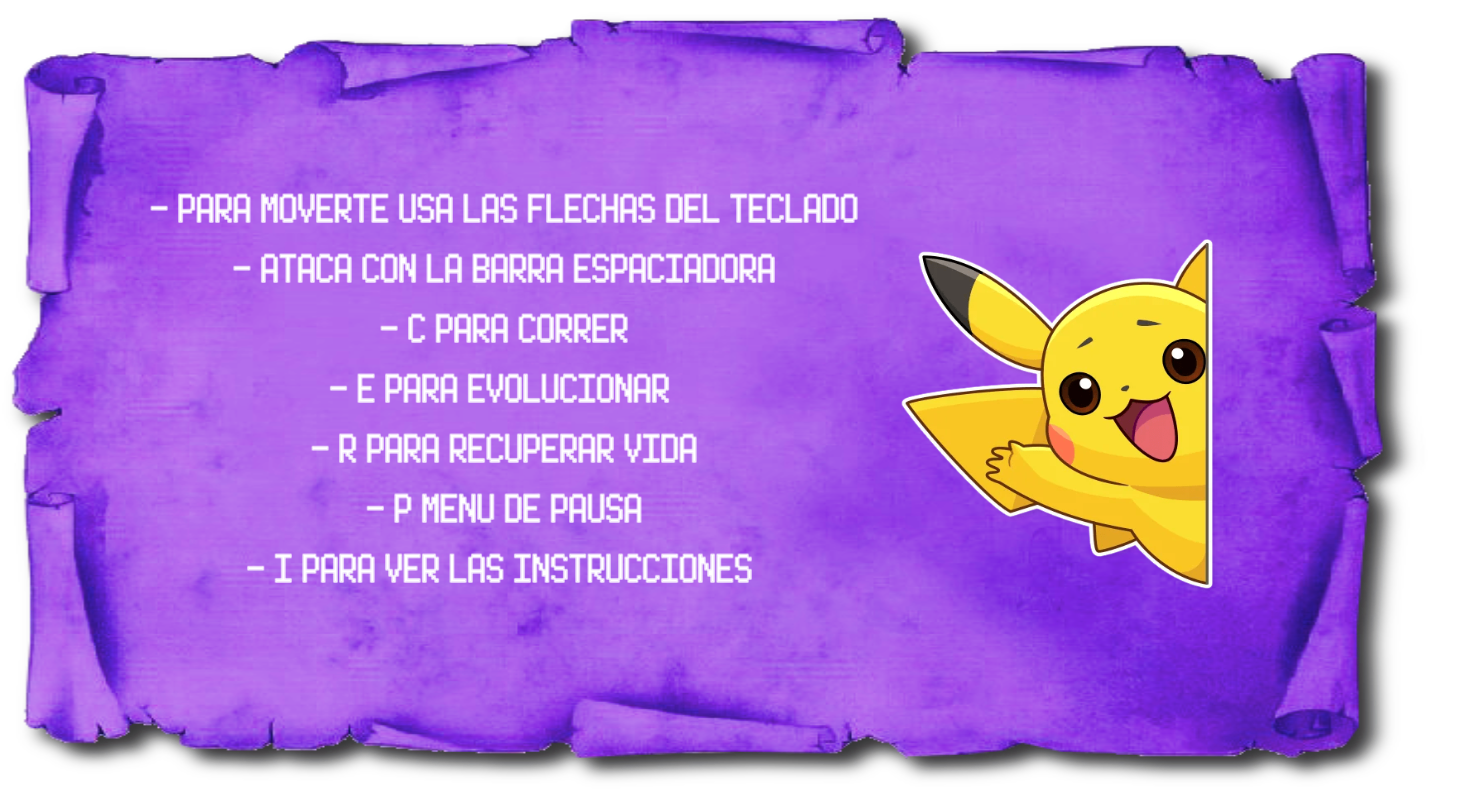 - PARA MOVERTE USA LAS FLECHAS DEL TECLADO
- ATACA CON LA BARRA ESPACIADORA
- C PARA CORRER
- E PARA EVOLUCIONAR
- R PARA RECUPERAR VIDA
- P MENU DE PAUSA
- I PARA VER LAS INSTRUCCIONES